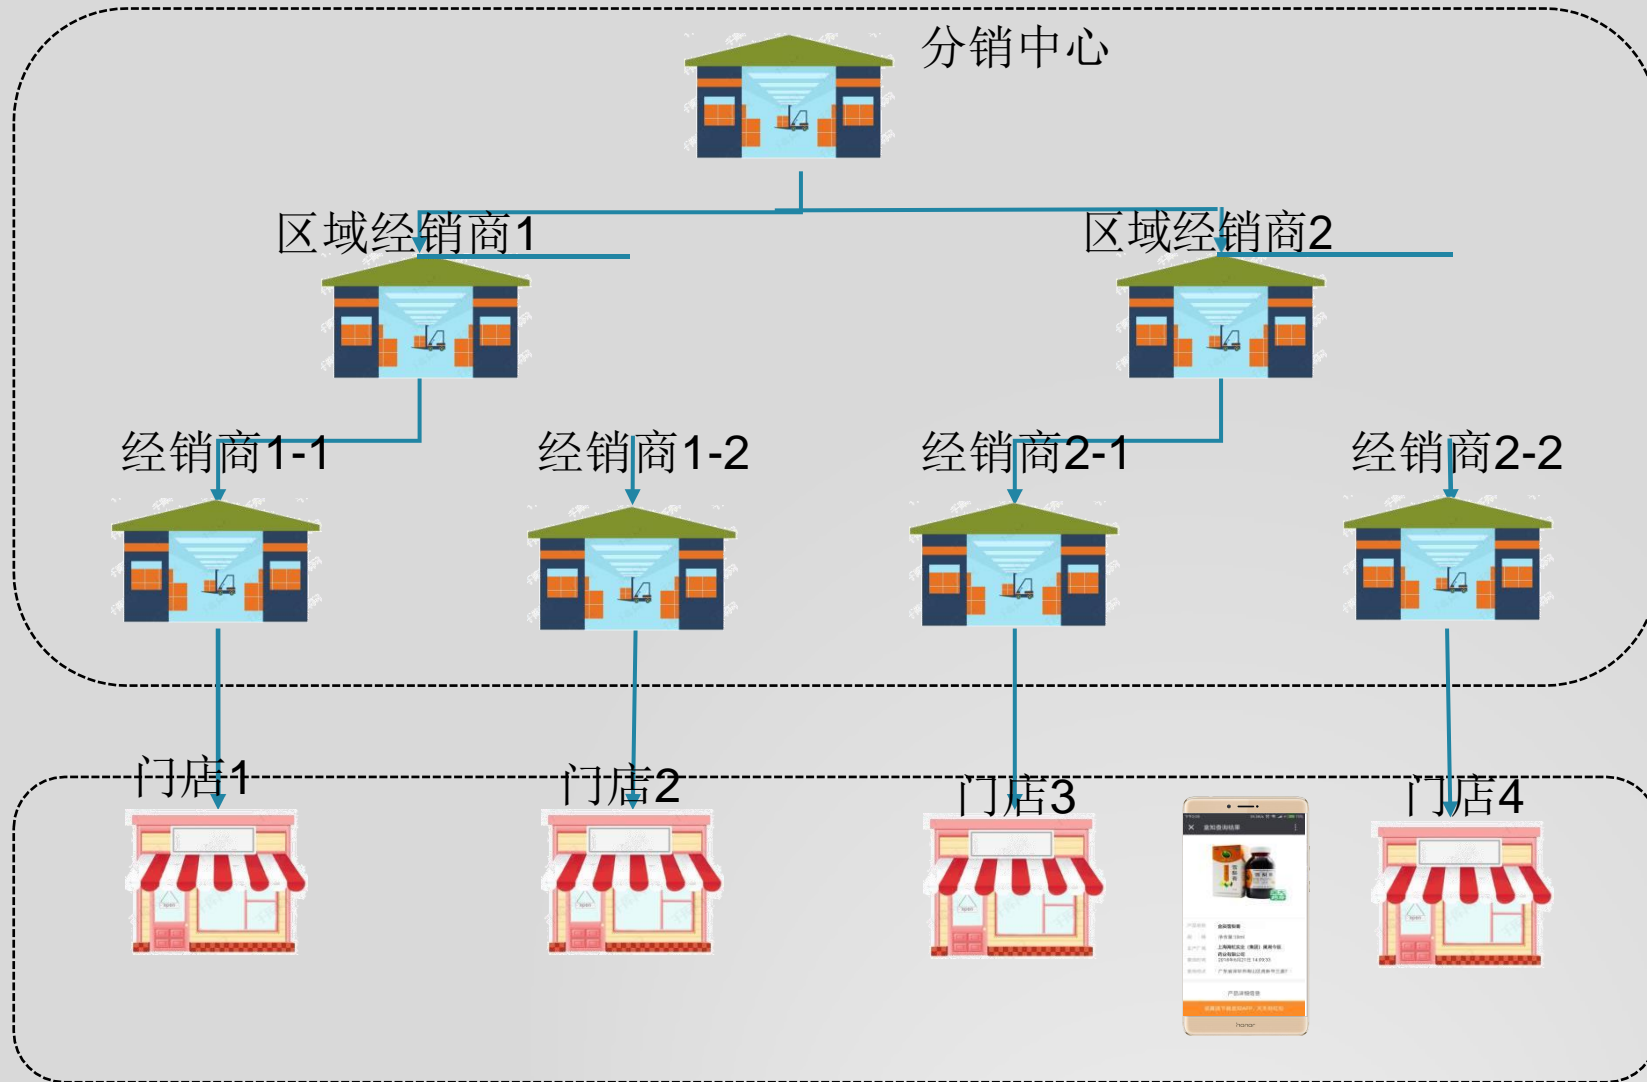 分销中心
区域经销商1
区域经销商2
经销商1-1
经销商1-2
经销商2-1
经销商2-2
门店1
门店2
门店3
门店4
honor